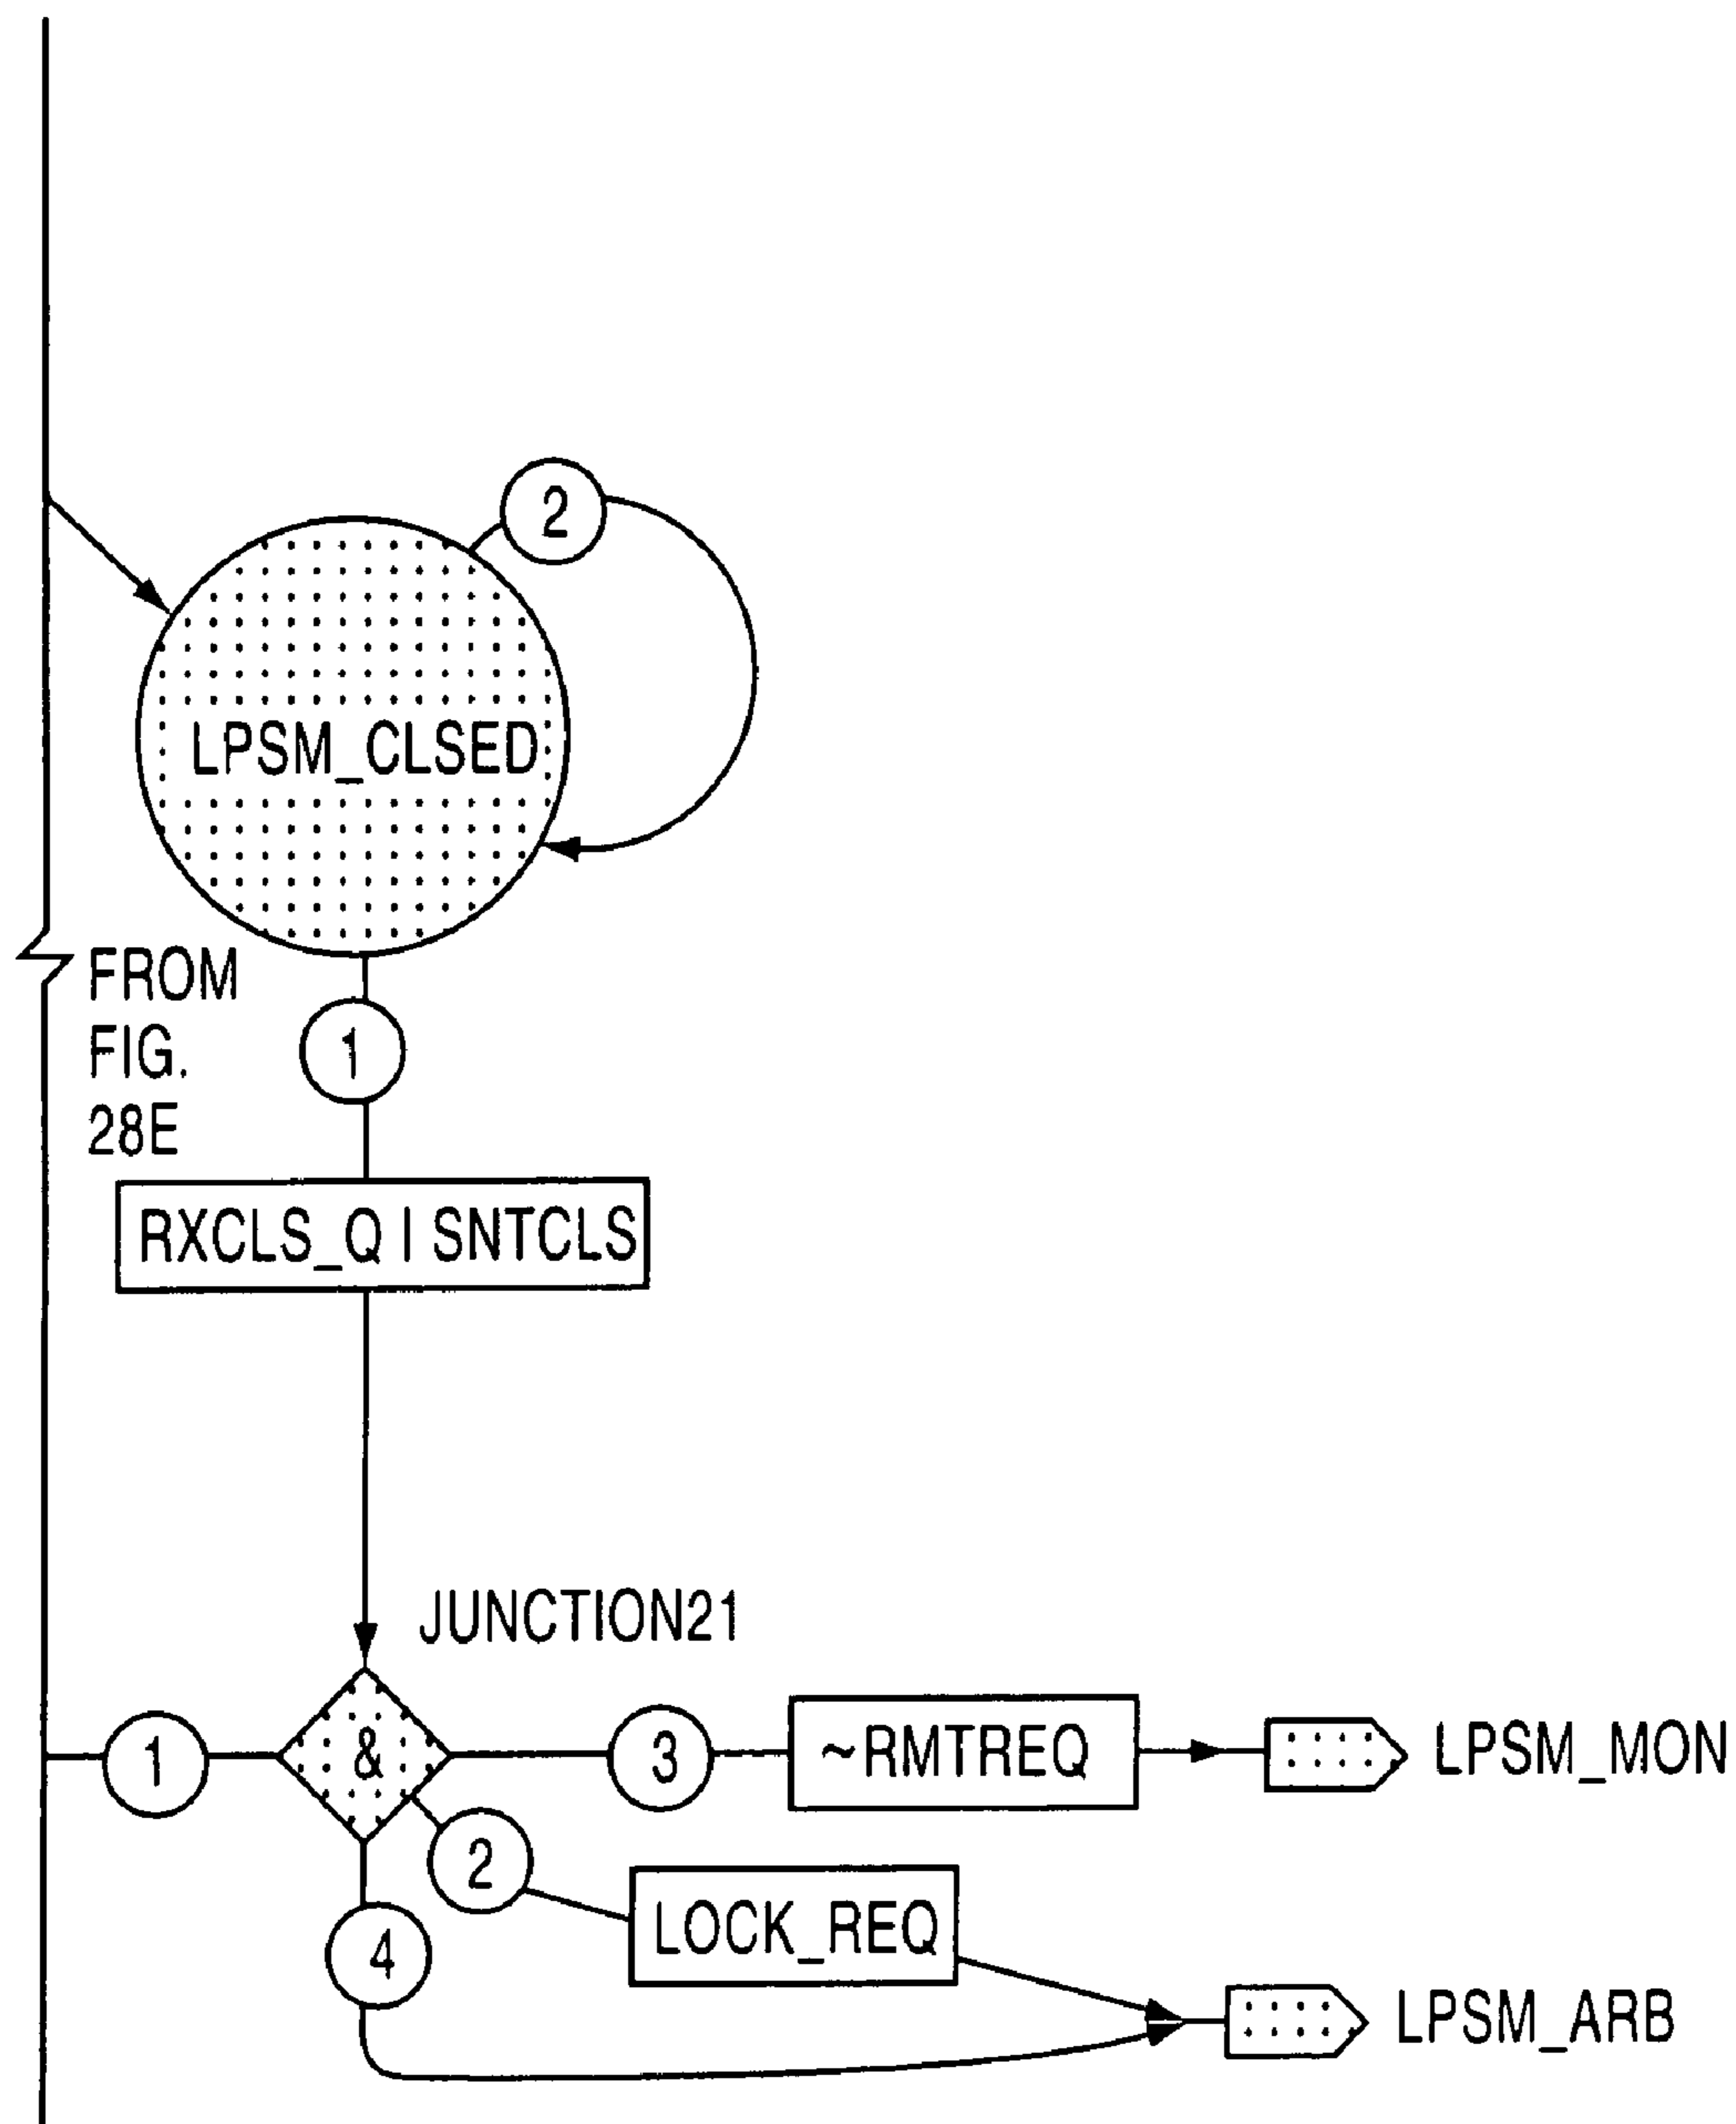 2
LPSM_CLSED
FROM
FIG.
28E
1
RXCLS_Q | SNTCLS
JUNCTION21
1
&
3
~RMTREQ
LPSM_MON
2
LOCK_REQ
4
LPSM_ARB